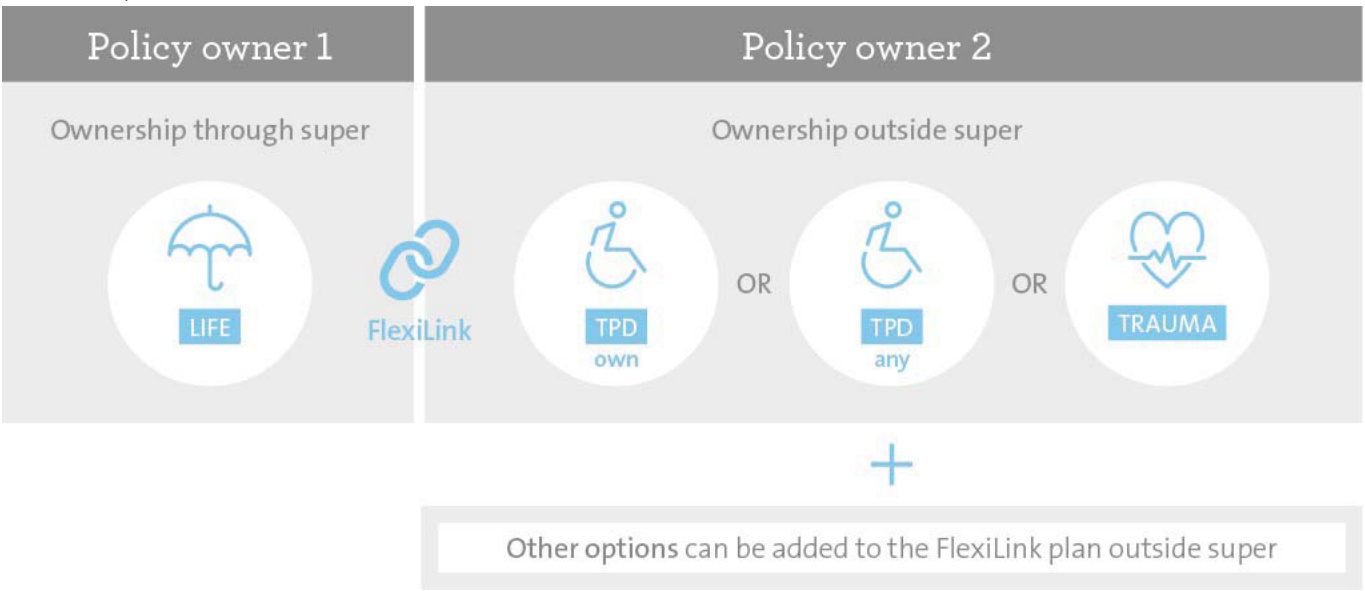 Policy owner 1
Policy owner 2
Ownership through super
Ownership outside super
LIFE
FlexiLink
TPD
own
OR
TPD
any
OR
TRAUMA
+
Other options can be added to the FlexiLink plan outside super